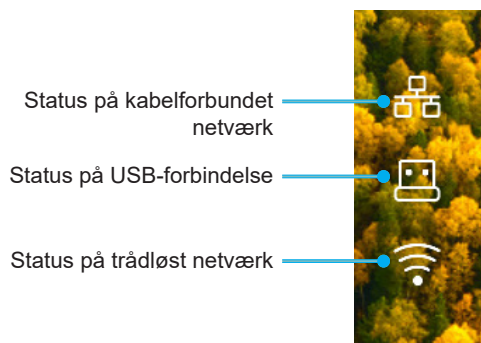 Status på kabelforbundet
netværk
Status på USB-forbindelse
Status på trådløst netværk